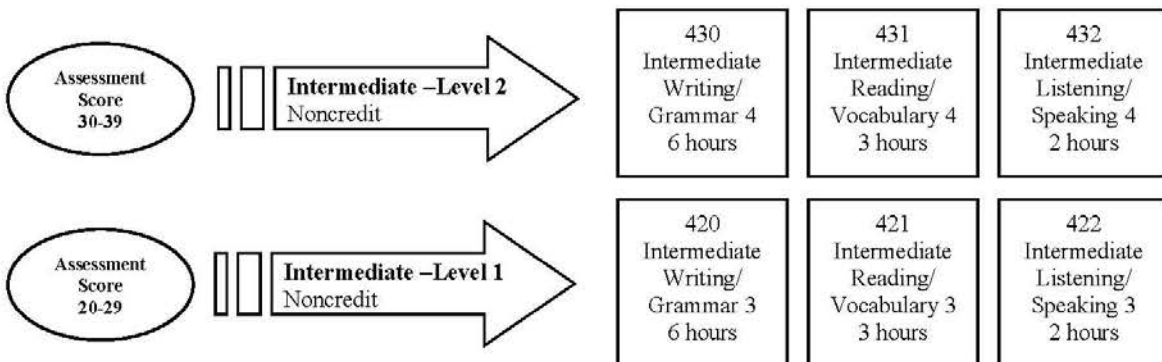 Assessment
Score
30-39
Intermediate –Level 2
Noncredit
430
Intermediate
Writing/
Grammar 4
6 hours
431
Intermediate
Reading/
Vocabulary 4
3 hours
432
Intermediate
Listening/
Speaking 4
2 hours
Assessment
Score
20-29
Intermediate –Level 1
Noncredit
420
Intermediate
Writing/
Grammar 3
6 hours
421
Intermediate
Reading/
Vocabulary 3
3 hours
422
Intermediate
Listening/
Speaking 3
2 hours